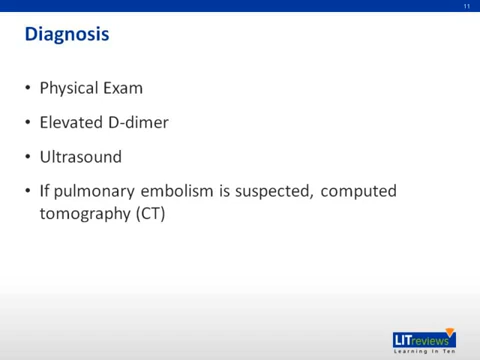 11
Diagnosis
• Physical Exam
• Elevated D-dimer
• Ultrasound
• If pulmonary embolism is suspected, computed
tomography (CT)
LITreviews
Learning In Ten